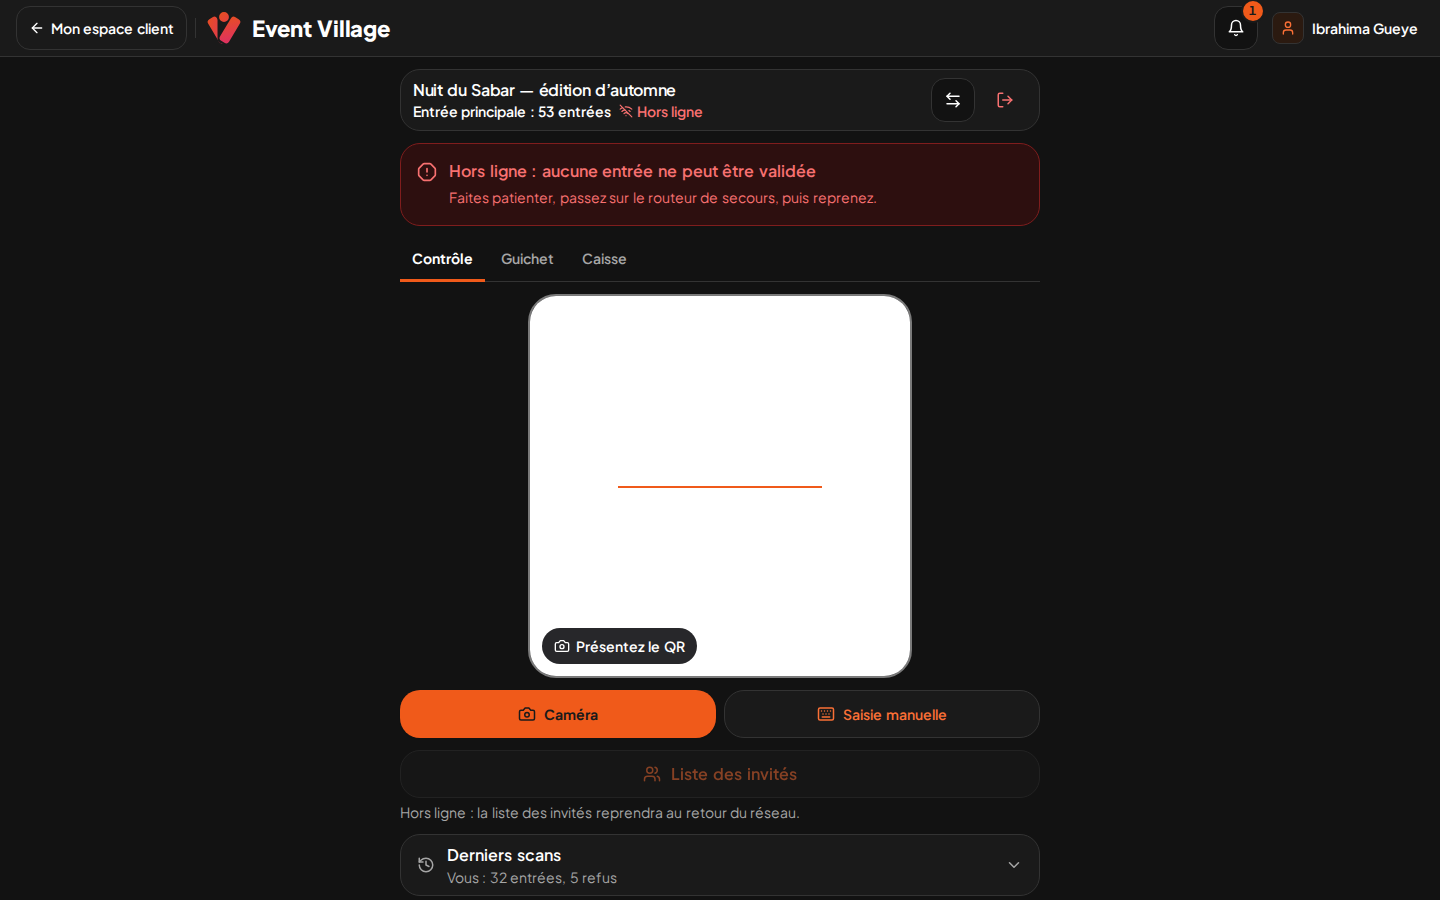 Mon espace client
Event Village
1
Ibrahima Gueye
Nuit du Sabar — édition d’automne
Entrée principale : 53 entrées Hors ligne
Hors ligne : aucune entrée ne peut être validée
Faites patienter, passez sur le routeur de secours, puis reprenez.
Contrôle Guichet Caisse
Présentez le QR
Caméra
Saisie manuelle
Liste des invités
Hors ligne : la liste des invités reprendra au retour du réseau.
Derniers scans
Vous : 32 entrées, 5 refus